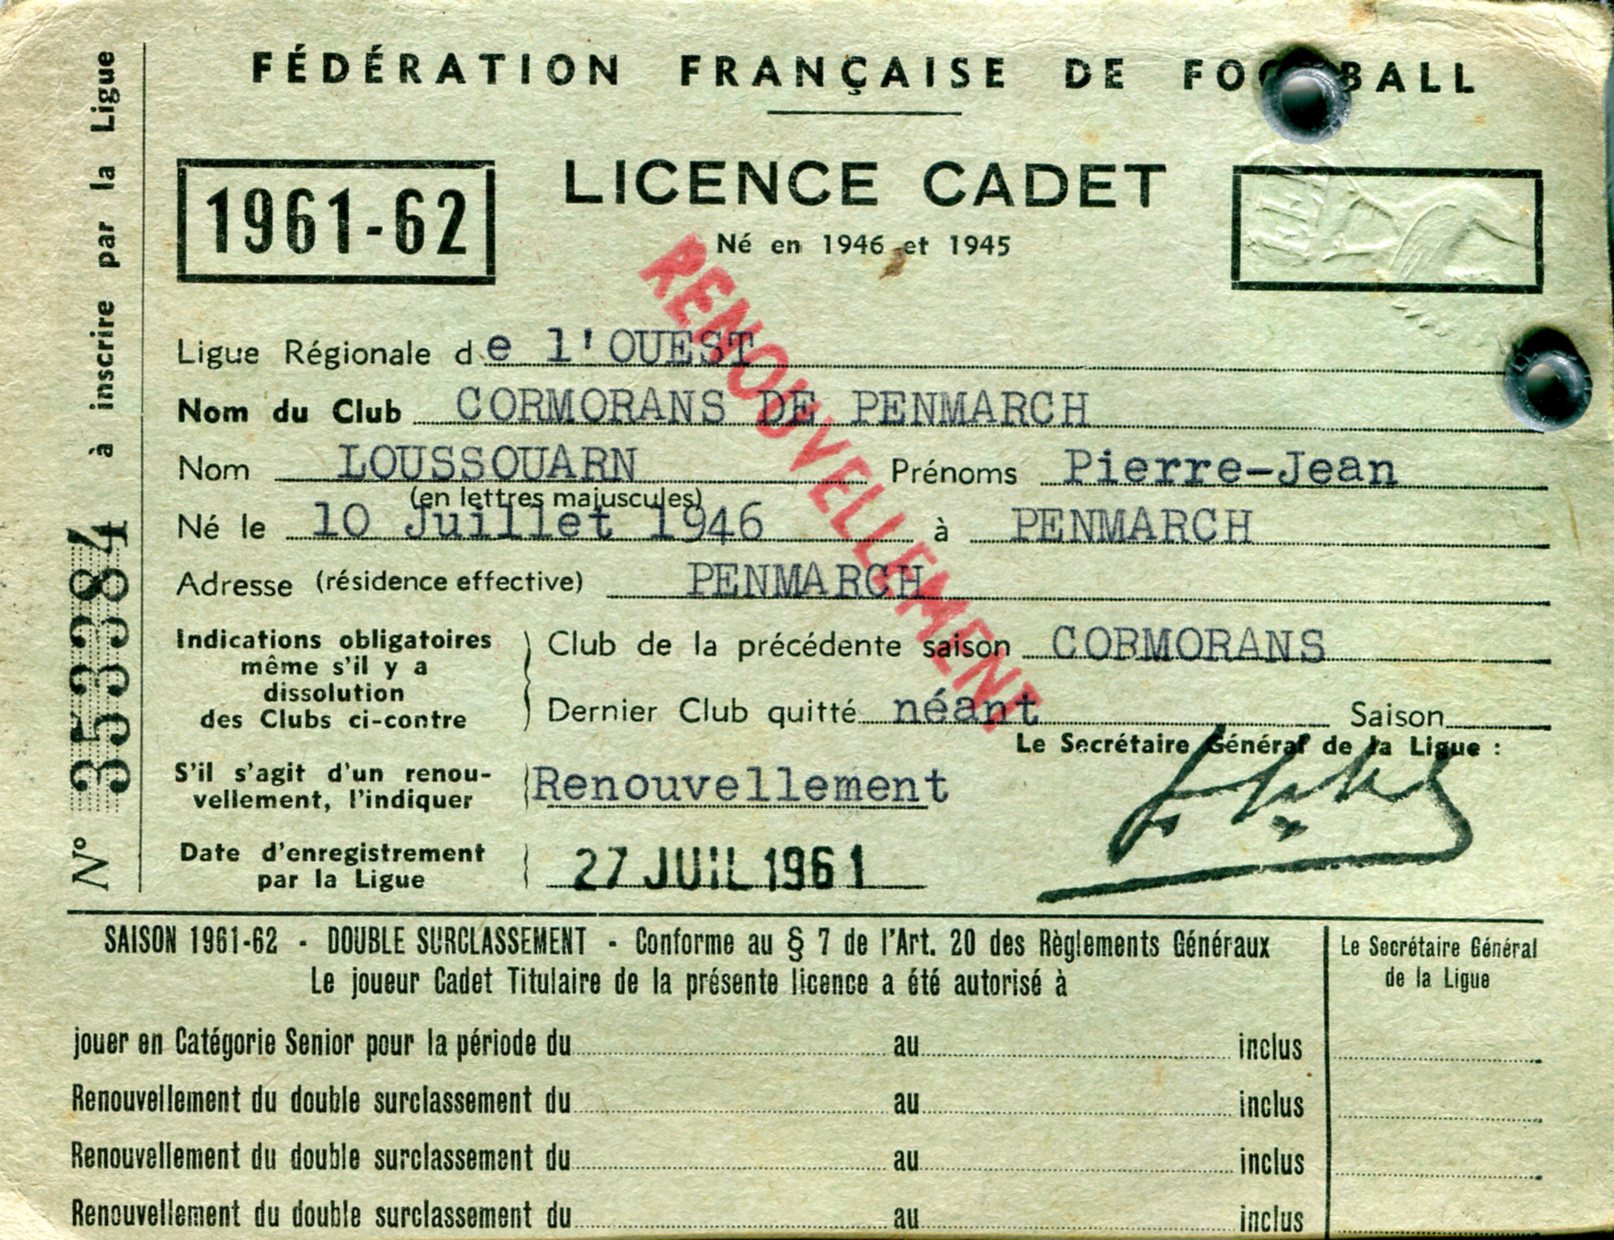 FÉDÉRATION FRANÇAISE DE FOOTBALL
1961-62
LICENCE CADET
Né en 1946 et 1945
RENOUVELLEMENT
Ligue Régionale de l'OUEST
Nom du Club CORMORANS DE PENMARCH
Nom LOUSSOUARN Prénoms Pierre-Jean
(en lettres majuscules)
Né le 10 Juillet 1946 à PENMARCH
Adresse (résidence effective) PENMARCH
Indications obligatoires
même s'il y a
dissolution
des Clubs ci-contre
Club de la précédente saison CORMORANS
Dernier Club quitté néant Saison
Le Secrétaire Général de la Ligue :
S'il s'agit d'un renou-
vellement, l'indiquer
Renouvellement
Date d'enregistrement
par la Ligue
27 JUIL 1961
N° 353384 à inscrire par la Ligue
SAISON 1961-62 - DOUBLE SURCLASSEMENT - Conforme au § 7 de l'Art. 20 des Règlements Généraux
Le joueur Cadet Titulaire de la présente licence a été autorisé à
Le Secrétaire Général
de la Ligue
jouer en Catégorie Senior pour la période du au inclus
Renouvellement du double surclassement du au inclus
Renouvellement du double surclassement du au inclus
Renouvellement du double surclassement du au inclus